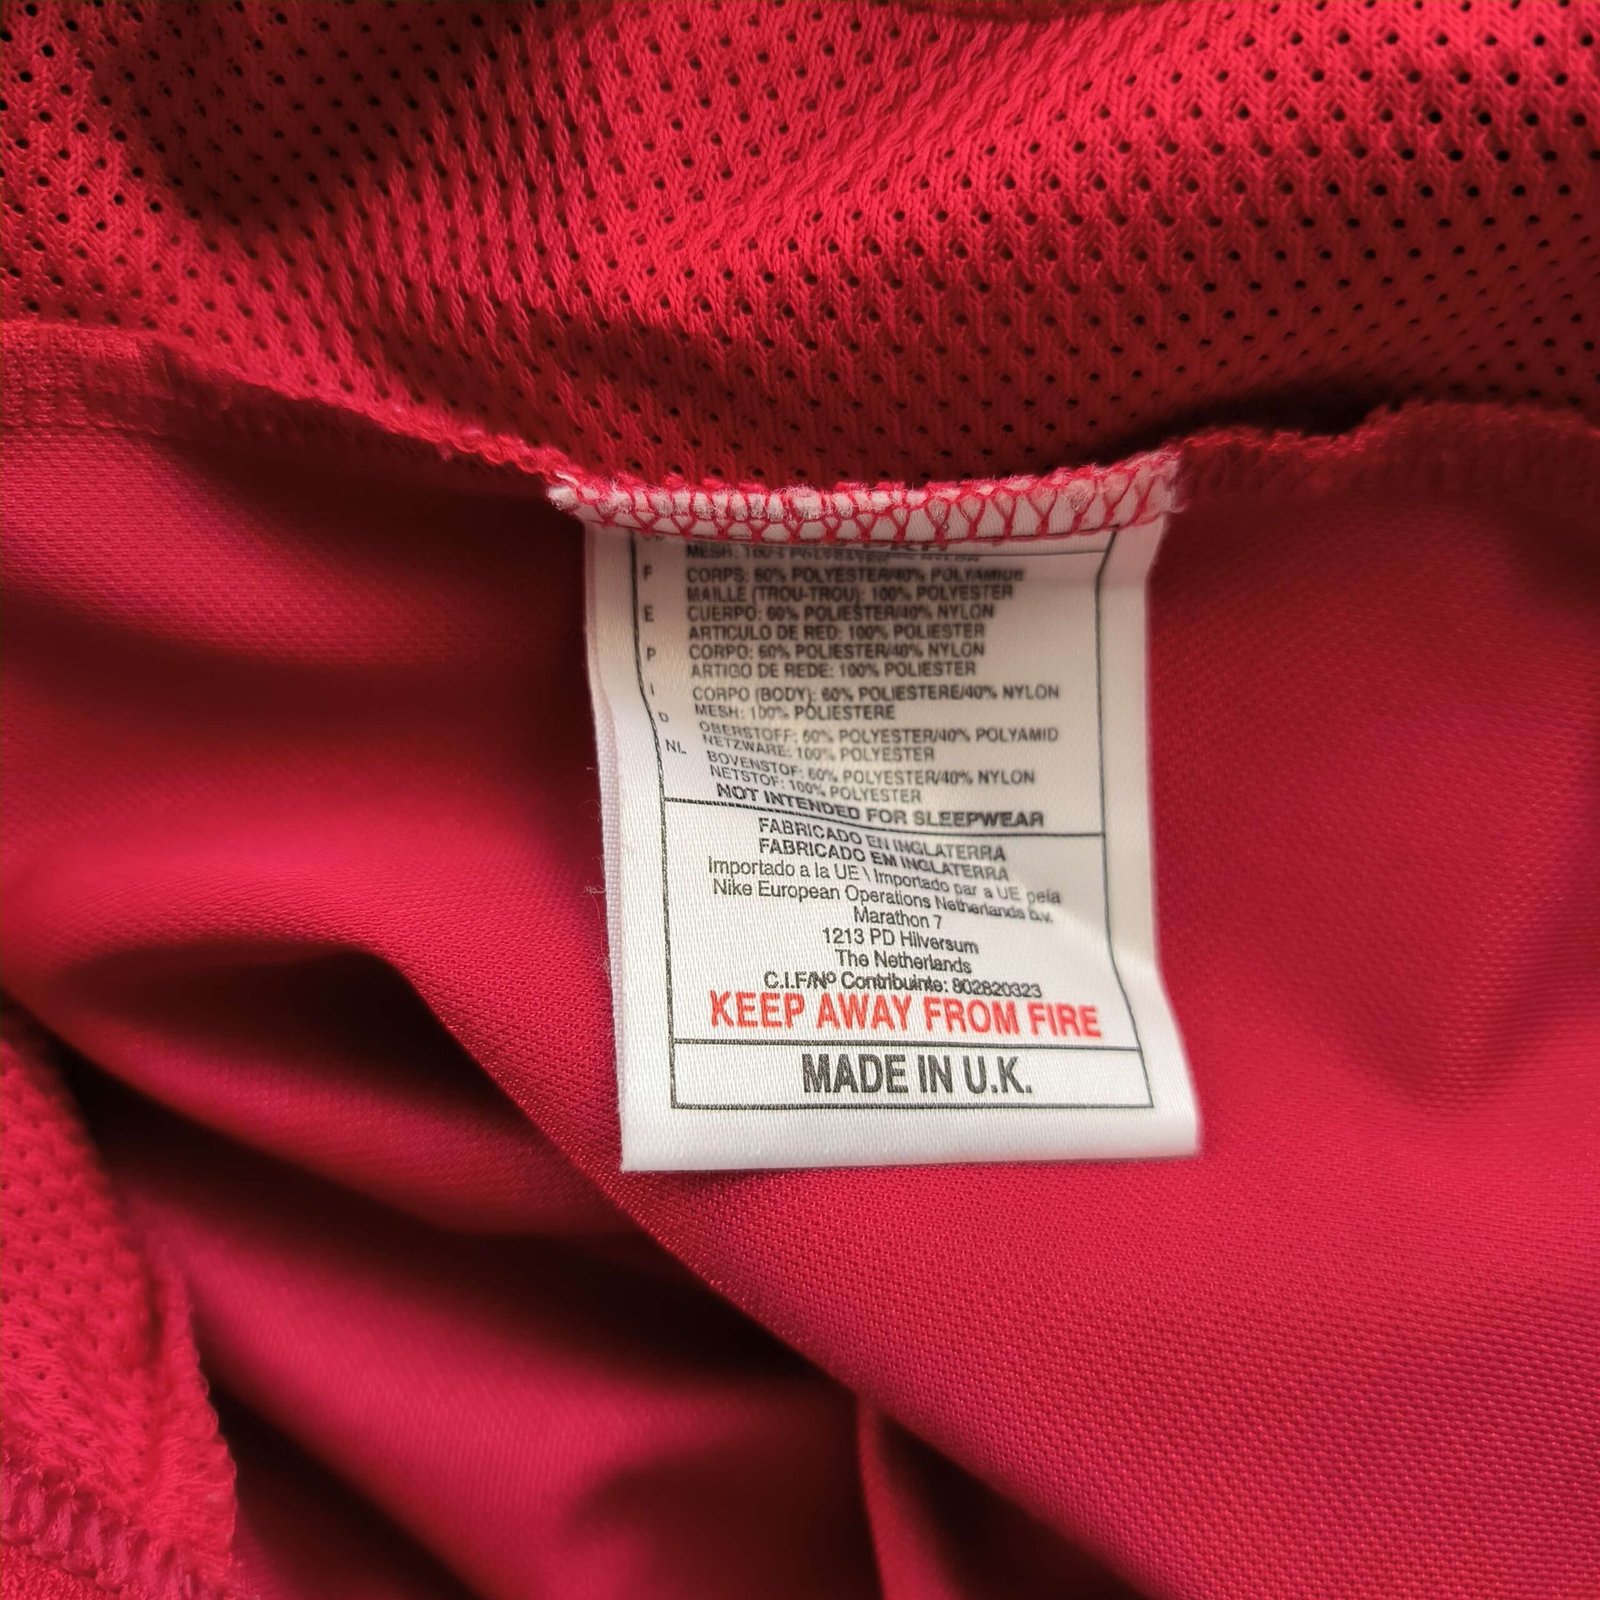 MESH: 100% POLYESTER
F CORPS: 60% POLYESTER/40% POLYAMIDE
MAILLE (TROU-TROU): 100% POLYESTER
E CUERPO: 60% POLIESTER/40% NYLON
ARTICULO DE RED: 100% POLIESTER
P CORPO: 60% POLIESTER/40% NYLON
ARTIGO DE REDE: 100% POLIESTER
I CORPO (BODY): 60% POLIESTERE/40% NYLON
MESH: 100% POLIESTERE
D OBERSTOFF: 60% POLYESTER/40% POLYAMID
NETZWARE: 100% POLYESTER
NL BOVENSTOF: 60% POLYESTER/40% NYLON
NETSTOF: 100% POLYESTER
NOT INTENDED FOR SLEEPWEAR
FABRICADO EN INGLATERRA
FABRICADO EM INGLATERRA
Importado a la UE \ Importado par a UE pela
Nike European Operations Netherlands b.v.
Marathon 7
1213 PD Hilversum
The Netherlands
C.I.F/Nº Contribuinte: 802820323
KEEP AWAY FROM FIRE
MADE IN U.K.